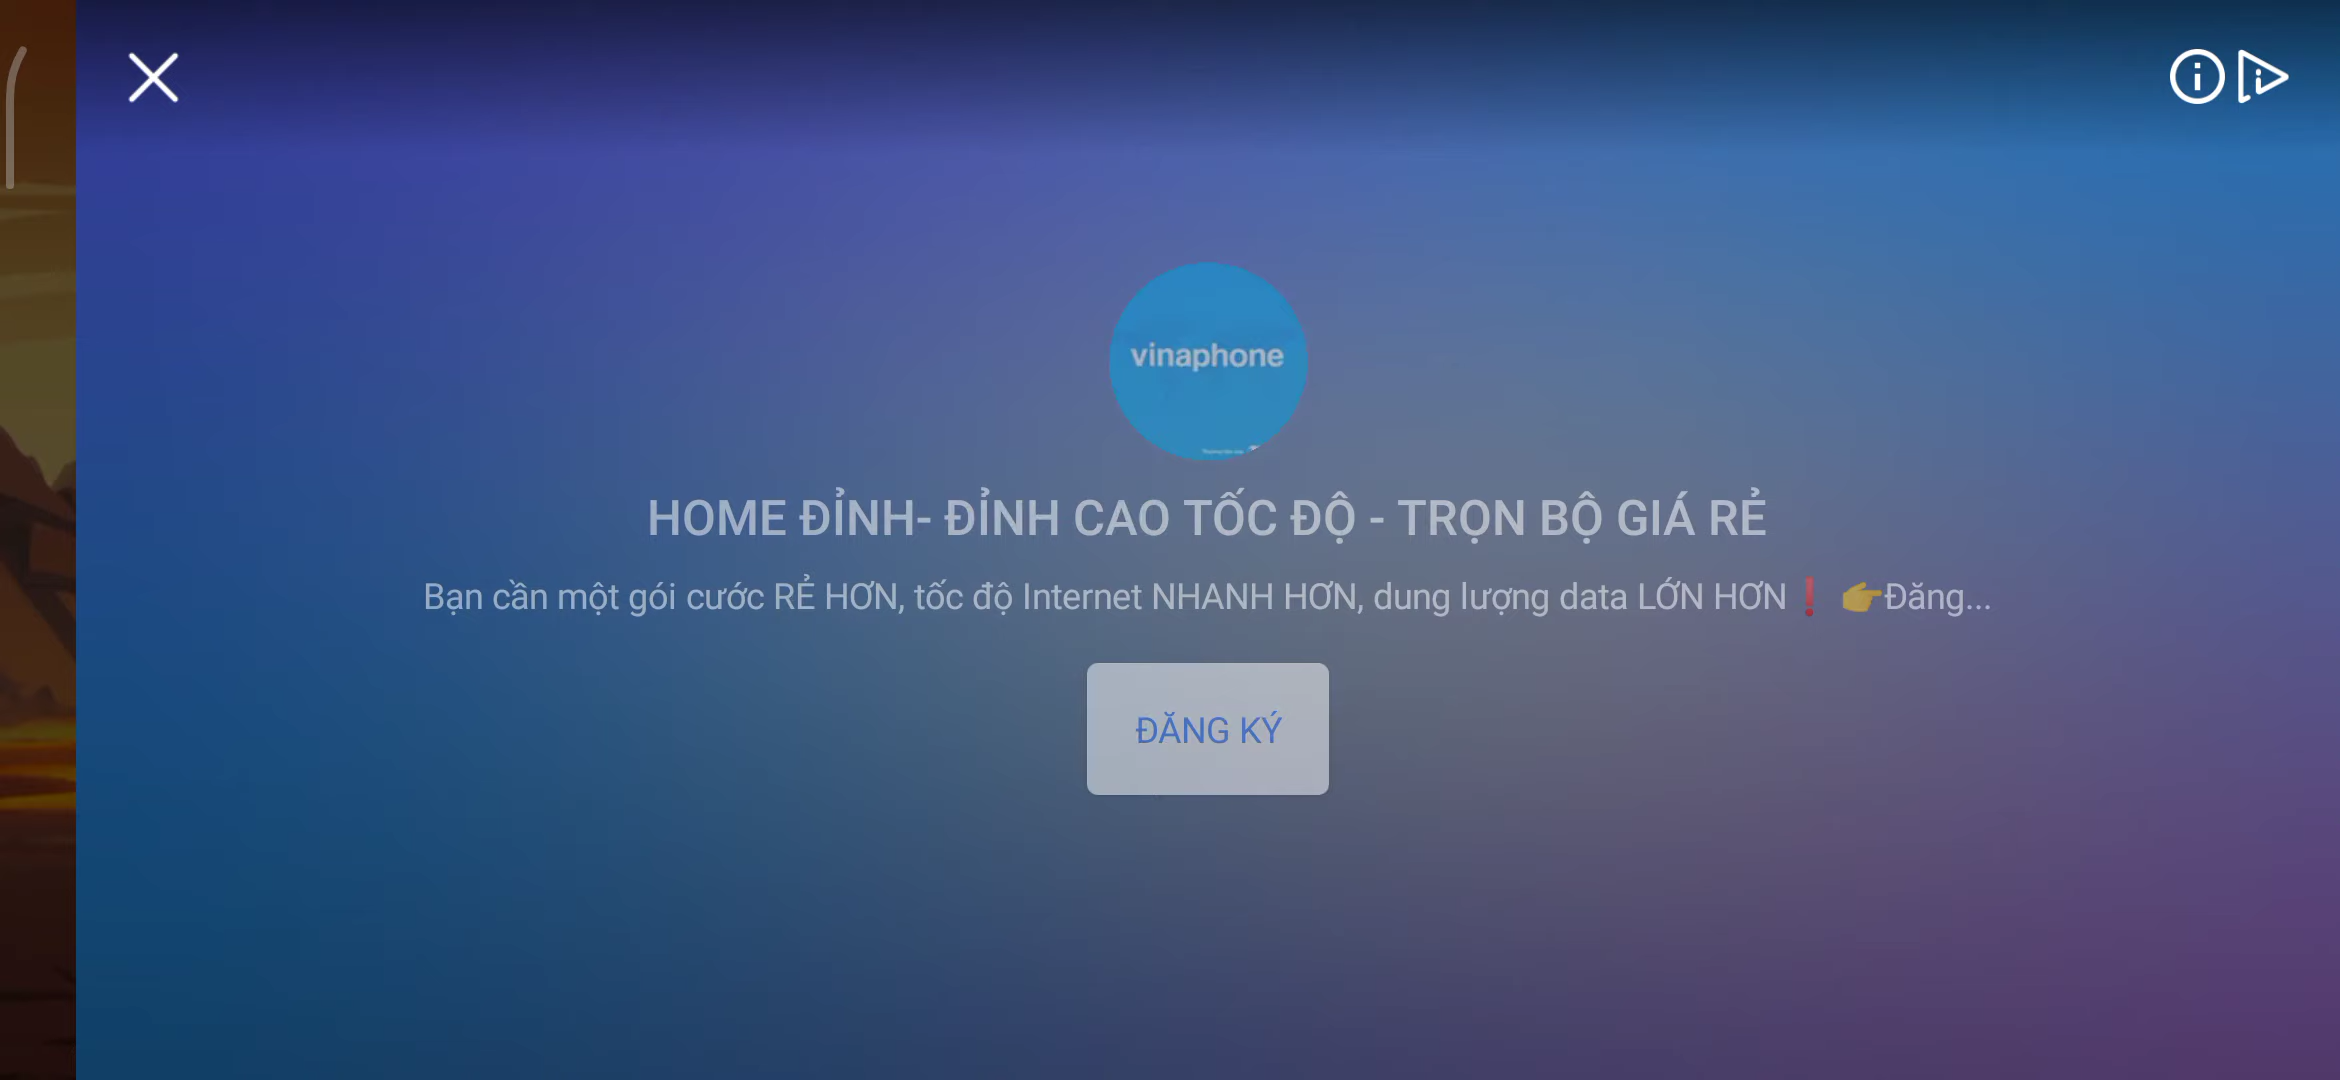 vinaphone
HOME ĐỈNH- ĐỈNH CAO TỐC ĐỘ - TRỌN BỘ GIÁ RẺ
Bạn cần một gói cước RẺ HƠN, tốc độ Internet NHANH HƠN, dung lượng data LỚN HƠN❗ 👉Đăng...
ĐĂNG KÝ